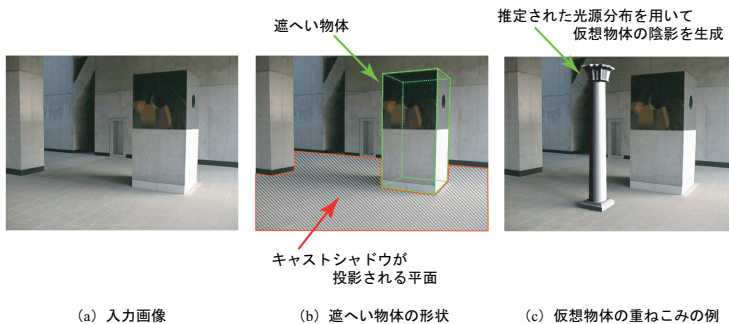 遮へい物体
推定された光源分布を用いて
仮想物体の陰影を生成
キャストシャドウが
投影される平面
(a) 入力画像
(b) 遮へい物体の形状
(c) 仮想物体の重ねこみの例